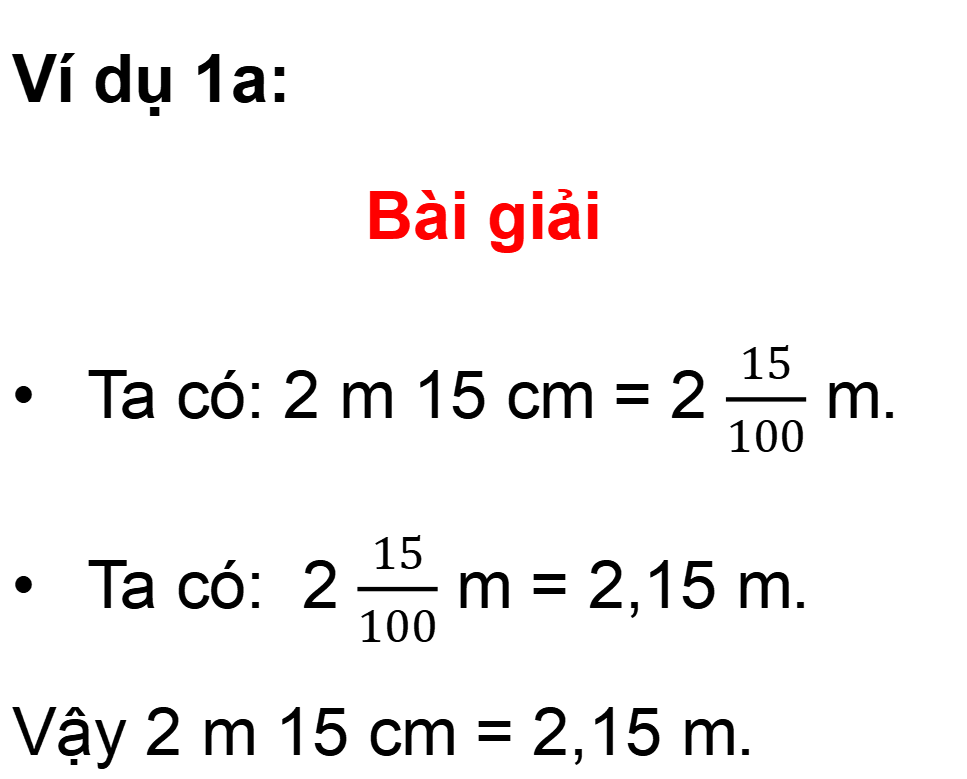 Ví dụ 1a:
Bài giải
• Ta có: 2 m 15 cm = 2 15/100 m.
• Ta có: 2 15/100 m = 2,15 m.
Vậy 2 m 15 cm = 2,15 m.